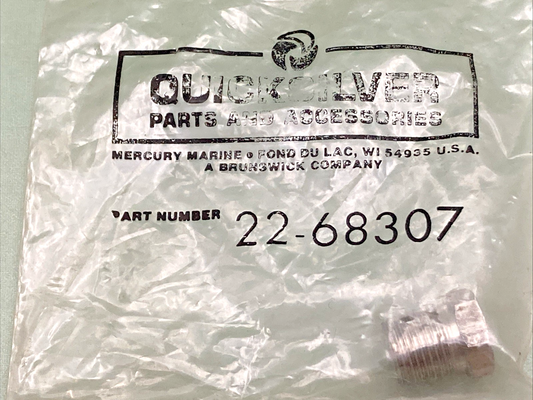 QUICKSILVER
PARTS AND ACCESSORIES
MERCURY MARINE • FOND DU LAC, WI 54935 U.S.A.
A BRUNSWICK COMPANY
PART NUMBER 22-68307